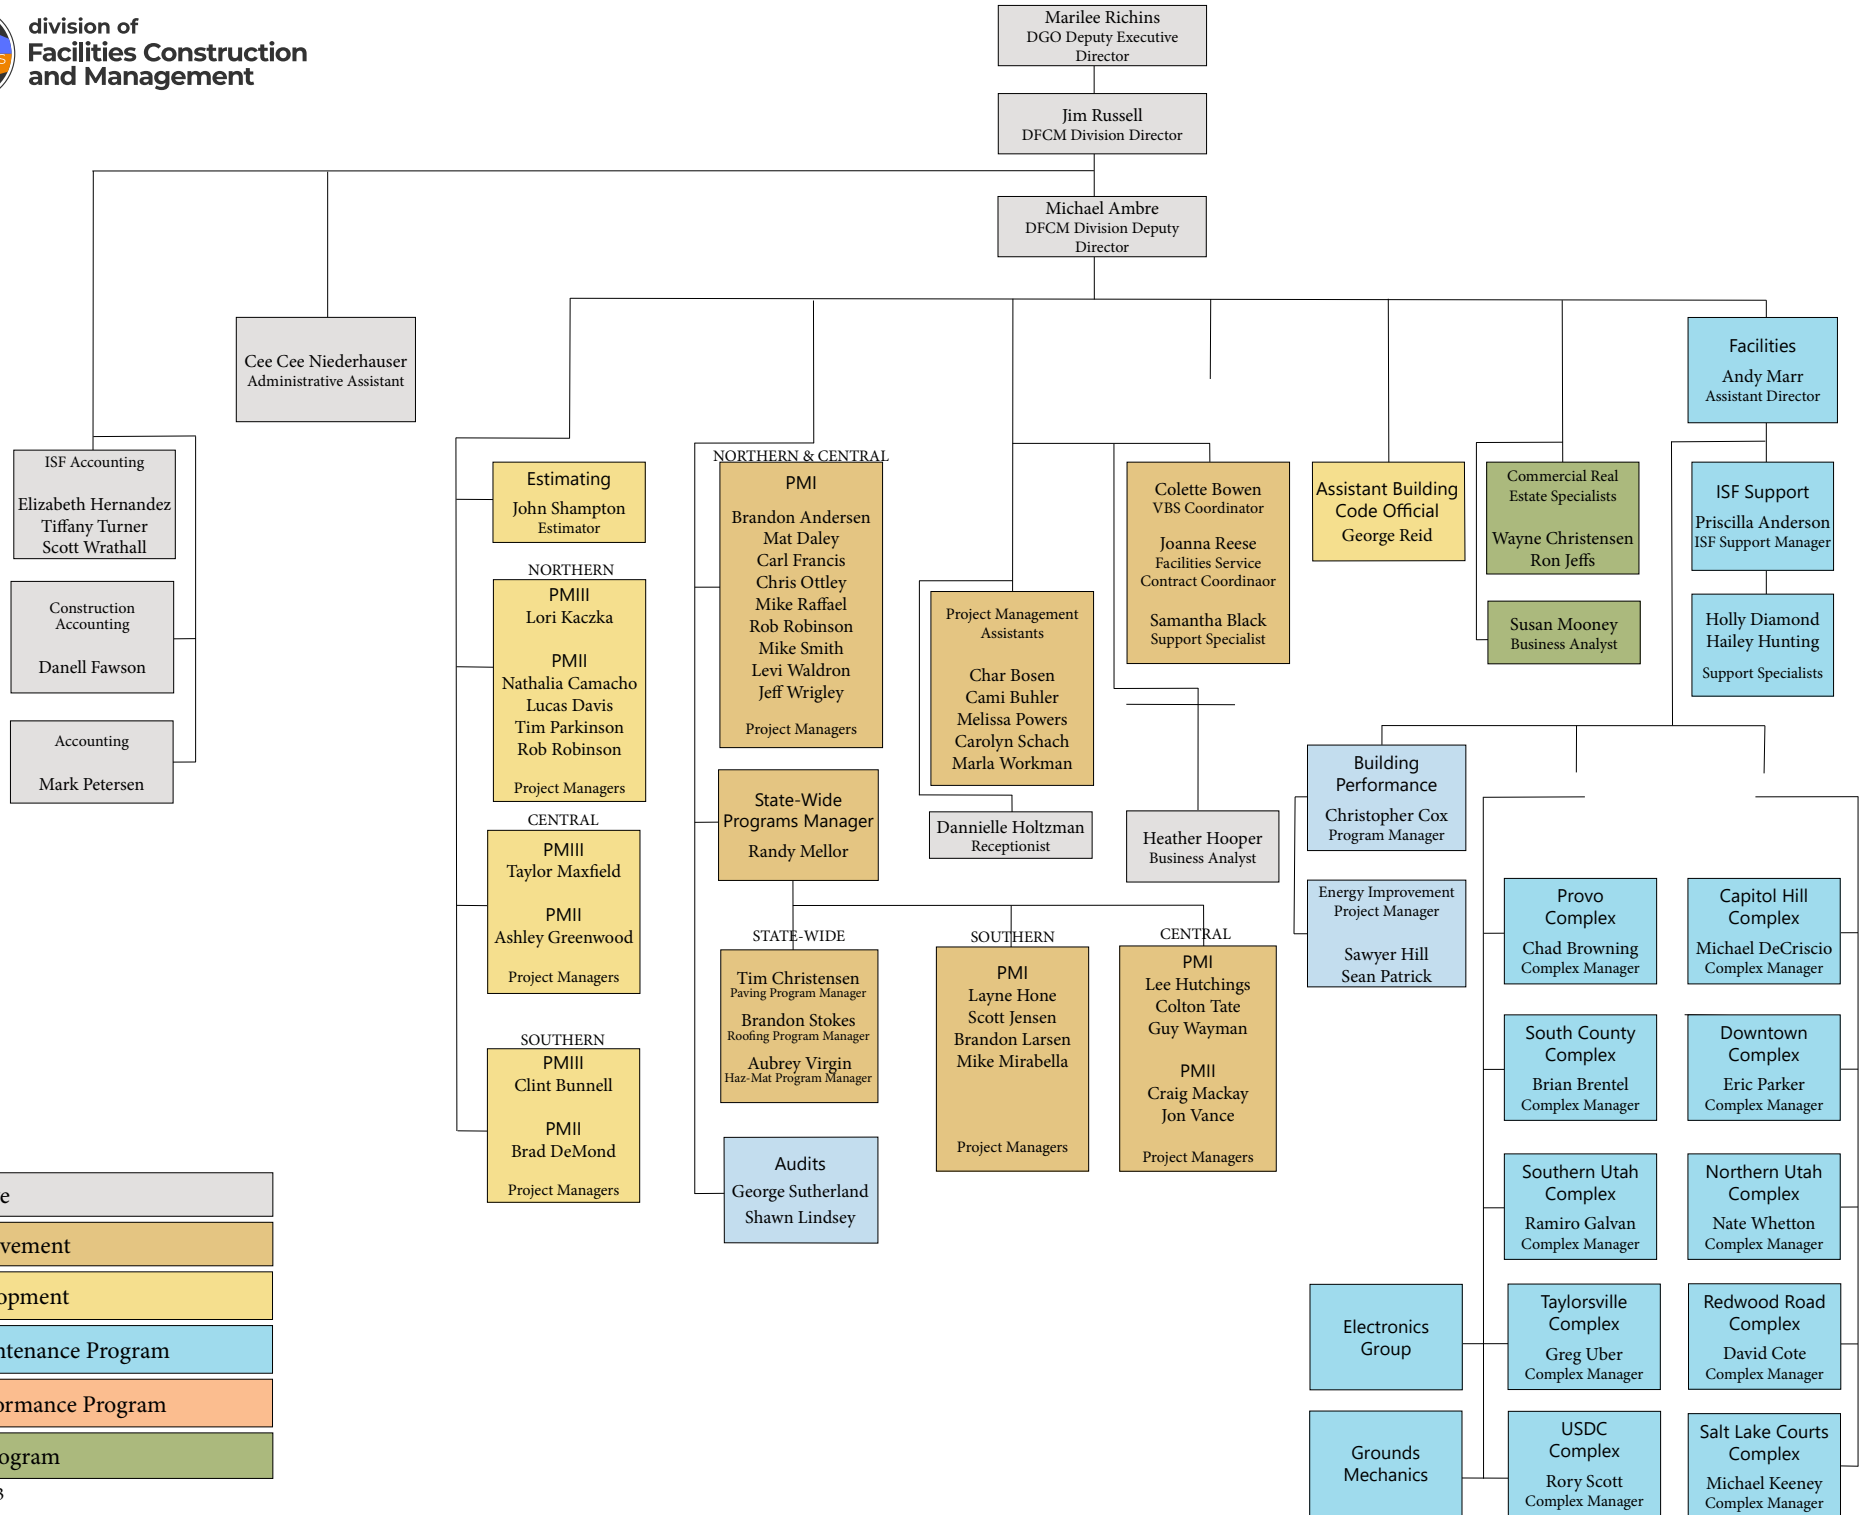 division of
Facilities Construction
and Management
Marilee Richins
DGO Deputy Executive
Director
Jim Russell
DFCM Division Director
Michael Ambre
DFCM Division Deputy
Director
Cee Cee Niederhauser
Administrative Assistant
ISF Accounting
Elizabeth Hernandez
Tiffany Turner
Scott Wrathall
Construction
Accounting
Danell Fawson
Accounting
Mark Petersen
Estimating
John Shampton
Estimator
NORTHERN
PMIII
Lori Kaczka
PMII
Nathalia Camacho
Lucas Davis
Tim Parkinson
Rob Robinson
Project Managers
CENTRAL
PMIII
Taylor Maxfield
PMII
Ashley Greenwood
Project Managers
SOUTHERN
PMIII
Clint Bunnell
PMII
Brad DeMond
Project Managers
NORTHERN & CENTRAL
PMI
Brandon Andersen
Mat Daley
Carl Francis
Chris Ottley
Mike Raffael
Rob Robinson
Mike Smith
Levi Waldron
Jeff Wrigley
Project Managers
State-Wide
Programs Manager
Randy Mellor
STATE-WIDE
Tim Christensen
Paving Program Manager
Brandon Stokes
Roofing Program Manager
Aubrey Virgin
Haz-Mat Program Manager
SOUTHERN
PMI
Layne Hone
Scott Jensen
Brandon Larsen
Mike Mirabella
Project Managers
CENTRAL
PMI
Lee Hutchings
Colton Tate
Guy Wayman
PMII
Craig Mackay
Jon Vance
Project Managers
Audits
George Sutherland
Shawn Lindsey
Project Management
Assistants
Char Bosen
Cami Buhler
Melissa Powers
Carolyn Schach
Marla Workman
Dannielle Holtzman
Receptionist
Colette Bowen
VBS Coordinator
Joanna Reese
Facilities Service
Contract Coordinaor
Samantha Black
Support Specialist
Heather Hooper
Business Analyst
Assistant Building
Code Official
George Reid
Commercial Real
Estate Specialists
Wayne Christensen
Ron Jeffs
Susan Mooney
Business Analyst
Facilities
Andy Marr
Assistant Director
ISF Support
Priscilla Anderson
ISF Support Manager
Holly Diamond
Hailey Hunting
Support Specialists
Building
Performance
Christopher Cox
Program Manager
Energy Improvement
Project Manager
Sawyer Hill
Sean Patrick
Provo
Complex
Chad Browning
Complex Manager
Capitol Hill
Complex
Michael DeCriscio
Complex Manager
South County
Complex
Brian Brentel
Complex Manager
Downtown
Complex
Eric Parker
Complex Manager
Southern Utah
Complex
Ramiro Galvan
Complex Manager
Northern Utah
Complex
Nate Whetton
Complex Manager
Electronics
Group
Taylorsville
Complex
Greg Uber
Complex Manager
Redwood Road
Complex
David Cote
Complex Manager
Grounds
Mechanics
USDC
Complex
Rory Scott
Complex Manager
Salt Lake Courts
Complex
Michael Keeney
Complex Manager
e
vement
opment
ntenance Program
ormance Program
ogram
3